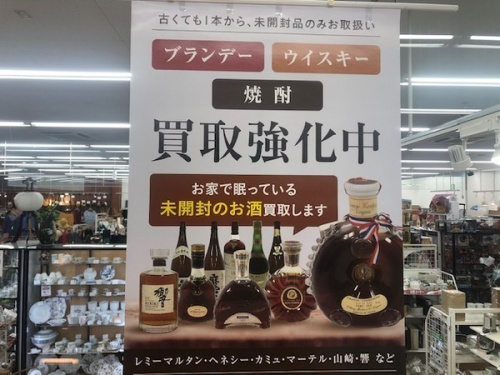 古くても1本から、未開封品のみお取扱い
ブランデー ウイスキー
焼酎
買取強化中
お家で眠っている
未開封のお酒買取します
響
レミーマルタン・ヘネシー・カミュ・マーテル・山崎・響 など